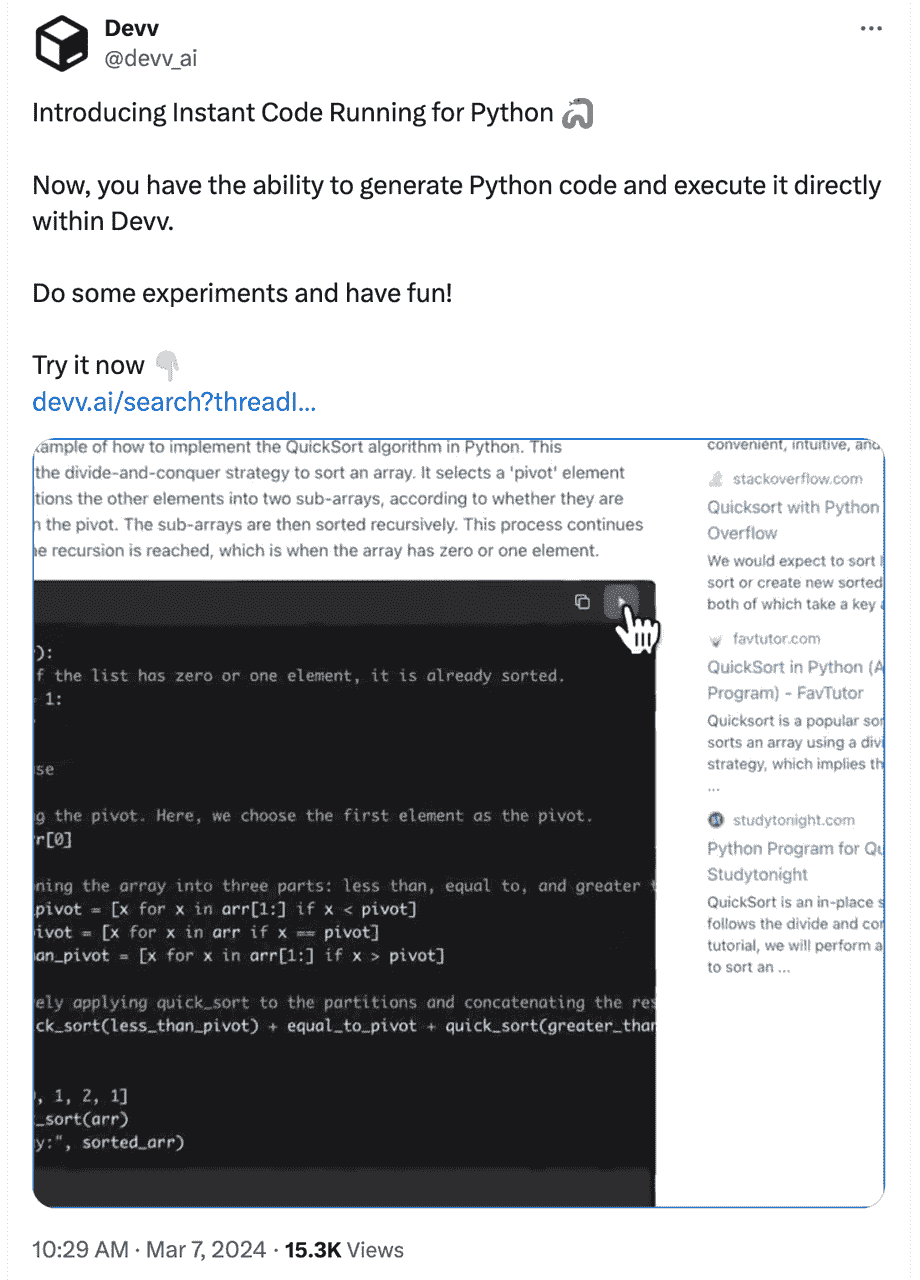 Devv
@devv_ai
Introducing Instant Code Running for Python 🐍
Now, you have the ability to generate Python code and execute it directly
within Devv.
Do some experiments and have fun!
Try it now 👇
devv.ai/search?threadI...
ample of how to implement the QuickSort algorithm in Python. This
the divide-and-conquer strategy to sort an array. It selects a 'pivot' element
tions the other elements into two sub-arrays, according to whether they are
n the pivot. The sub-arrays are then sorted recursively. This process continues
e recursion is reached, which is when the array has zero or one element.
):
f the list has zero or one element, it is already sorted.
1:
se
g the pivot. Here, we choose the first element as the pivot.
r[0]
ning the array into three parts: less than, equal to, and greater t
pivot = [x for x in arr[1:] if x < pivot]
ivot = [x for x in arr if x == pivot]
an_pivot = [x for x in arr[1:] if x > pivot]
ely applying quick_sort to the partitions and concatenating the res
ck_sort(less_than_pivot) + equal_to_pivot + quick_sort(greater_than
, 1, 2, 1]
_sort(arr)
y:", sorted_arr)
convenient, intuitive, and
stackoverflow.com
Quicksort with Python
Overflow
We would expect to sort l
sort or create new sorted
both of which take a key a
favtutor.com
QuickSort in Python (A
Program) - FavTutor
Quicksort is a popular sor
sorts an array using a divi
strategy, which implies th
...
studytonight.com
Python Program for Qu
Studytonight
QuickSort is an in-place s
follows the divide and con
tutorial, we will perform a
to sort an ...
10:29 AM · Mar 7, 2024 · 15.3K Views